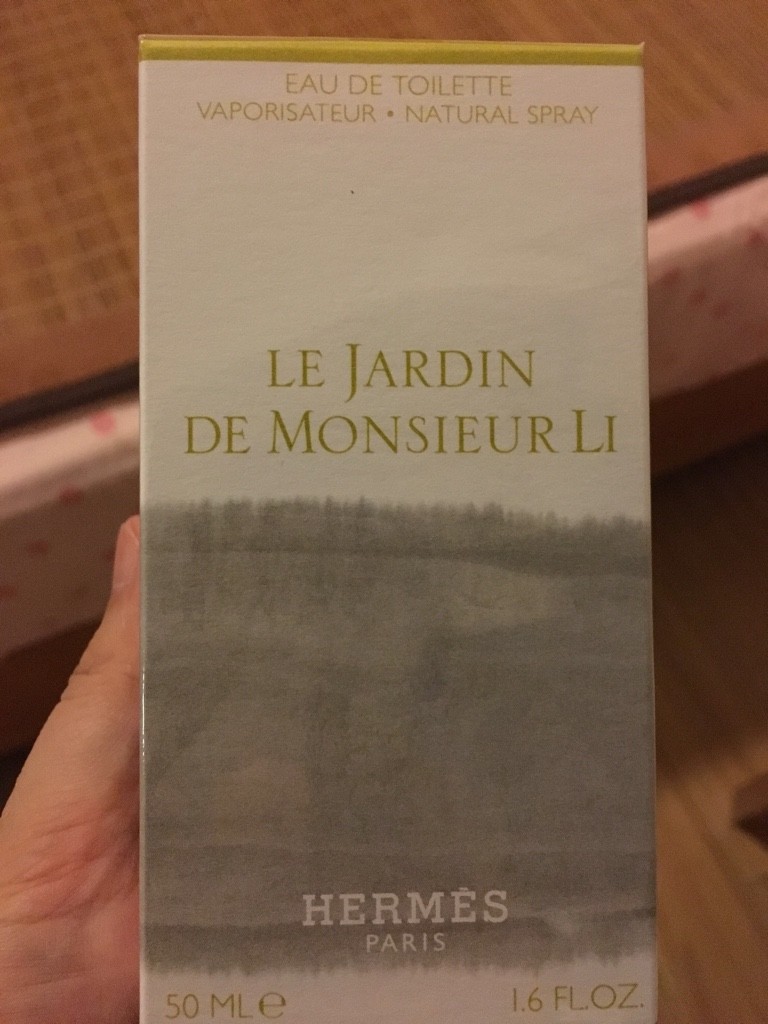 EAU DE TOILETTE
VAPORISATEUR • NATURAL SPRAY
LE JARDIN
DE MONSIEUR LI
HERMÈS
PARIS
50 ML e 1.6 FL.OZ.